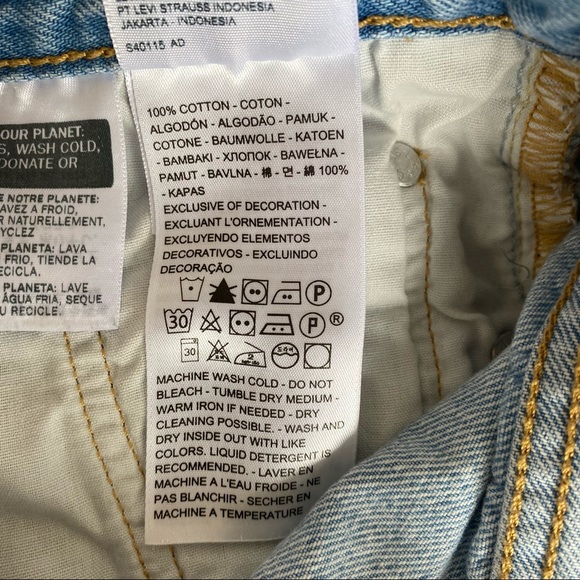 PT LEVI STRAUSS INDONESIA
JAKARTA - INDONESIA
S40115 AD
OUR PLANET:
S, WASH COLD,
DONATE OR
E NOTRE PLANETE:
AVEZ A FROID,
R NATURELLEMENT,
YCLEZ
PLANETA: LAVA
FRIO, TIENDE LA
ECICLA.
PLANETA: LAVE
ÁGUA FRIA, SEQUE
U RECICLE.
100% COTTON - COTON -
ALGODÓN - ALGODÃO - PAMUK -
COTONE - BAUMWOLLE - KATOEN
- BAMBAKI - ХЛОПОК - BAWEŁNA -
PAMUT - BAVLNA - 棉 - 면 - 綿 100%
- KAPAS
EXCLUSIVE OF DECORATION -
EXCLUANT L'ORNEMENTATION -
EXCLUYENDO ELEMENTOS
DECORATIVOS - EXCLUINDO
DECORAÇÃO
P
30 P ®
30
MACHINE WASH COLD - DO NOT
BLEACH - TUMBLE DRY MEDIUM -
WARM IRON IF NEEDED - DRY
CLEANING POSSIBLE. - WASH AND
DRY INSIDE OUT WITH LIKE
COLORS. LIQUID DETERGENT IS
RECOMMENDED. - LAVER EN
MACHINE A L'EAU FROIDE - NE
PAS BLANCHIR - SECHER EN
MACHINE A TEMPERATURE